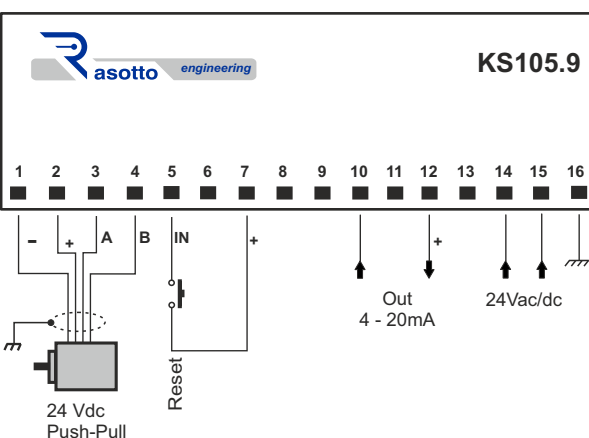 Rasotto engineering
KS105.9
1 2 3 4 5 6 7 8 9 10 11 12 13 14 15 16
- + A B IN + +
Out
4 - 20mA
24Vac/dc
Reset
24 Vdc
Push-Pull